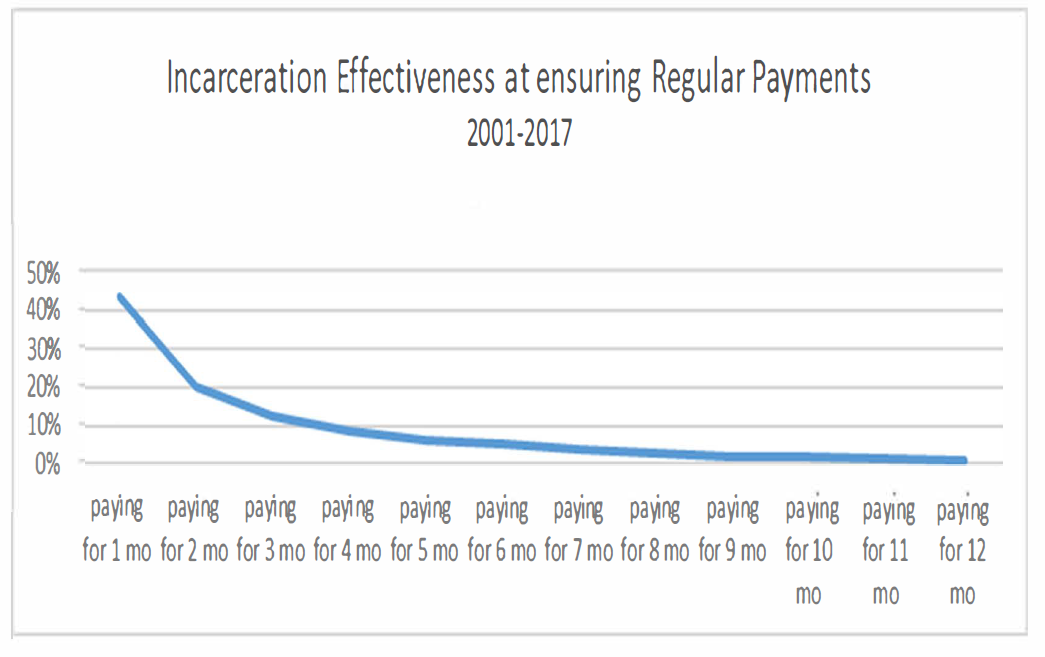 Incarceration Effectiveness at ensuring Regular Payments
2001-2017
50%
40%
30%
20%
10%
0%
paying for 1 mo
paying for 2 mo
paying for 3 mo
paying for 4 mo
paying for 5 mo
paying for 6 mo
paying for 7 mo
paying for 8 mo
paying for 9 mo
paying for 10 mo
paying for 11 mo
paying for 12 mo